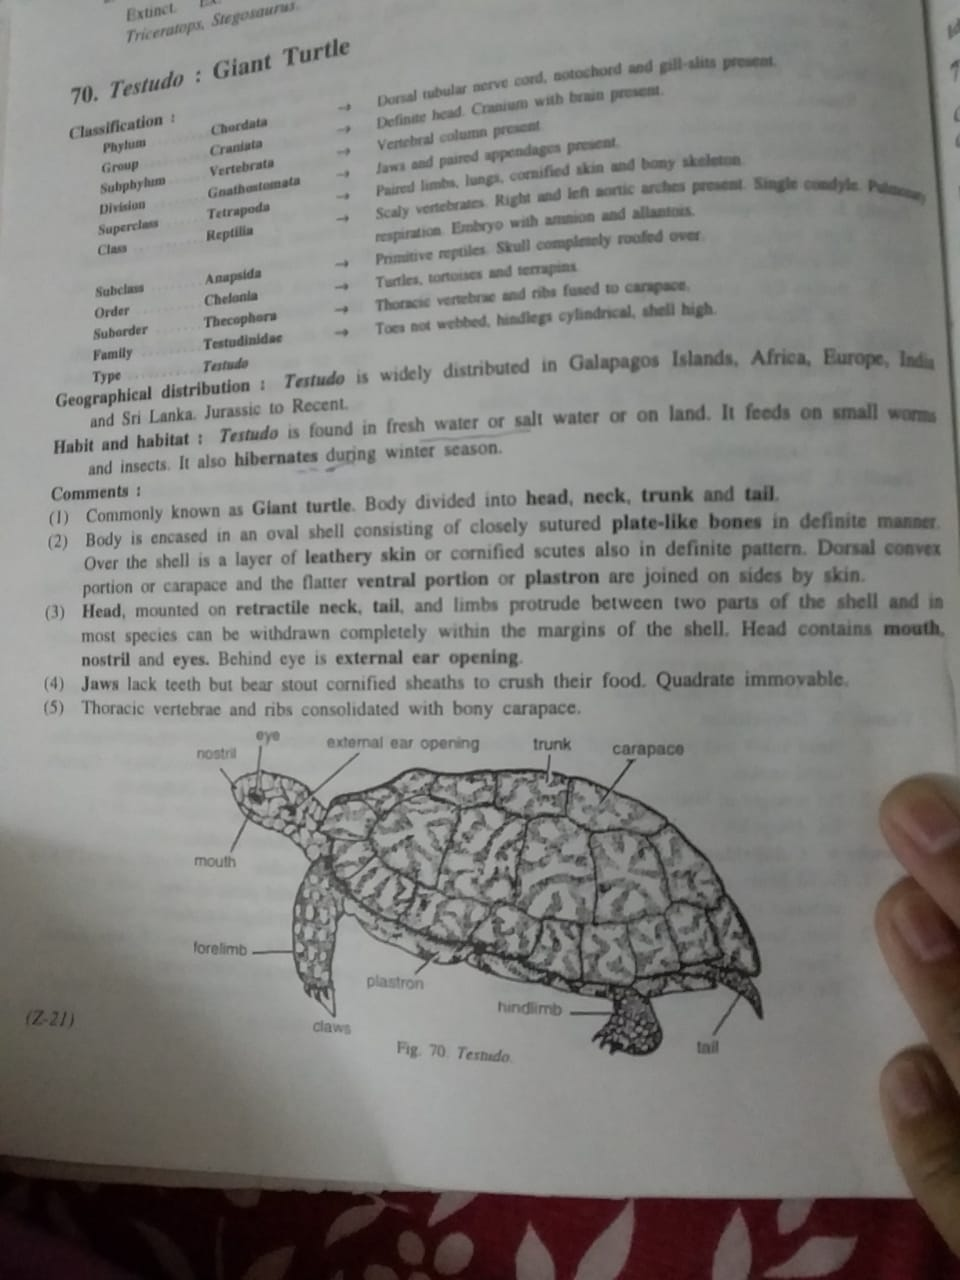 Extinct.
Triceratops, Stegosaurus.
70. Testudo : Giant Turtle
Classification :
Phylum Chordata → Dorsal tubular nerve cord, notochord and gill-slits present.
Group Craniata → Definite head. Cranium with brain present.
Subphylum Vertebrata → Vertebral column present
Division Gnathostomata → Jaws and paired appendages present.
Superclass Tetrapoda → Paired limbs, lungs, cornified skin and bony skeleton.
Class Reptilia → Scaly vertebrates. Right and left aortic arches present. Single condyle. Pulmonary
respiration. Embryo with amnion and allantois.
Subclass Anapsida → Primitive reptiles. Skull completely roofed over.
Order Chelonia → Turtles, tortoises and terrapins.
Suborder Thecophora → Thoracic vertebrae and ribs fused to carapace.
Family Testudinidae → Toes not webbed, hindlegs cylindrical, shell high.
Type Testudo
Geographical distribution : Testudo is widely distributed in Galapagos Islands, Africa, Europe, India
and Sri Lanka. Jurassic to Recent.
Habit and habitat : Testudo is found in fresh water or salt water or on land. It feeds on small worms
and insects. It also hibernates during winter season.
Comments :
(1) Commonly known as Giant turtle. Body divided into head, neck, trunk and tail.
(2) Body is encased in an oval shell consisting of closely sutured plate-like bones in definite manner.
Over the shell is a layer of leathery skin or cornified scutes also in definite pattern. Dorsal convex
portion or carapace and the flatter ventral portion or plastron are joined on sides by skin.
(3) Head, mounted on retractile neck, tail, and limbs protrude between two parts of the shell and in
most species can be withdrawn completely within the margins of the shell. Head contains mouth,
nostril and eyes. Behind eye is external ear opening.
(4) Jaws lack teeth but bear stout cornified sheaths to crush their food. Quadrate immovable.
(5) Thoracic vertebrae and ribs consolidated with bony carapace.
eye
nostril
external ear opening
trunk
carapace
mouth
forelimb
plastron
hindlimb
claws
tail
Fig. 70. Testudo.
(Z-21)